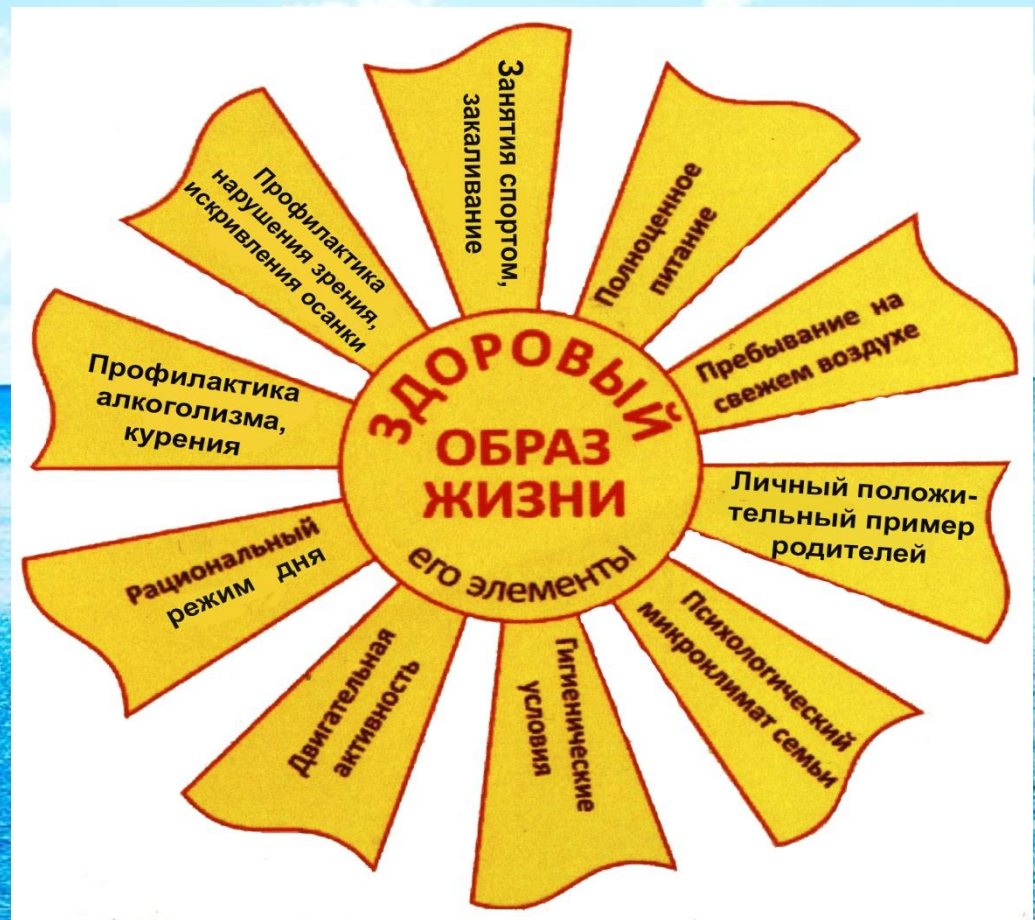 ЗДОРОВЫЙ
ОБРАЗ
ЖИЗНИ
его элементы
Занятия спортом,
закаливание
Полноценное
питание
Пребывание на
свежем воздухе
Личный положи-
тельный пример
родителей
Психологический
микроклимат семьи
Гигиенические
условия
Двигательная
активность
Рациональный
режим дня
Профилактика
алкоголизма,
курения
Профилактика
нарушения зрения,
искривления осанки